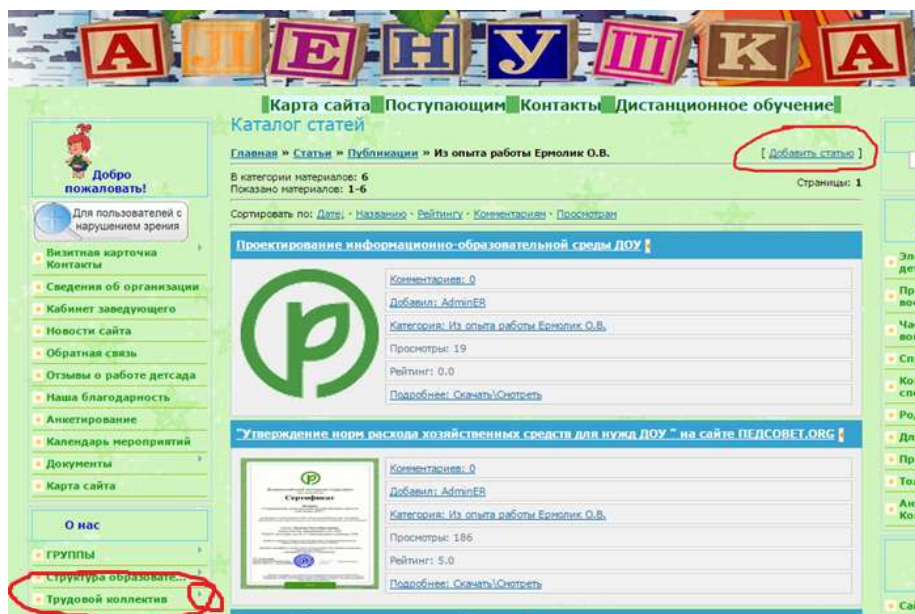 АЛЕНУШКА
Карта сайта Поступающим Контакты Дистанционное обучение
Добро
пожаловать!
Для пользователей с
нарушением зрения
Визитная карточка
Контакты
Сведения об организации
Кабинет заведующего
Новости сайта
Обратная связь
Отзывы о работе детсада
Наша благодарность
Анкетирование
Календарь мероприятий
Документы
Карта сайта
О нас
ГРУППЫ
Структура образовате...
Трудовой коллектив
Каталог статей
Главная » Статьи » Публикации » Из опыта работы Ермолик О.В.
[ Добавить статью ]
В категории материалов: 6
Показано материалов: 1-6
Страницы: 1
Сортировать по: Дате↓ · Названию · Рейтингу · Комментариям · Просмотрам
Проектирование информационно-образовательной среды ДОУ
Комментариев: 0
Добавил: AdminER
Категория: Из опыта работы Ермолик О.В.
Просмотры: 19
Рейтинг: 0.0
Подробнее: Скачать\Смотреть
"Утверждение норм расхода хозяйственных средств для нужд ДОУ " на сайте ПЕДСОВЕТ.ORG
Сертификат
Комментариев: 0
Добавил: AdminER
Категория: Из опыта работы Ермолик О.В.
Просмотры: 186
Рейтинг: 5.0
Подробнее: Скачать\Смотреть